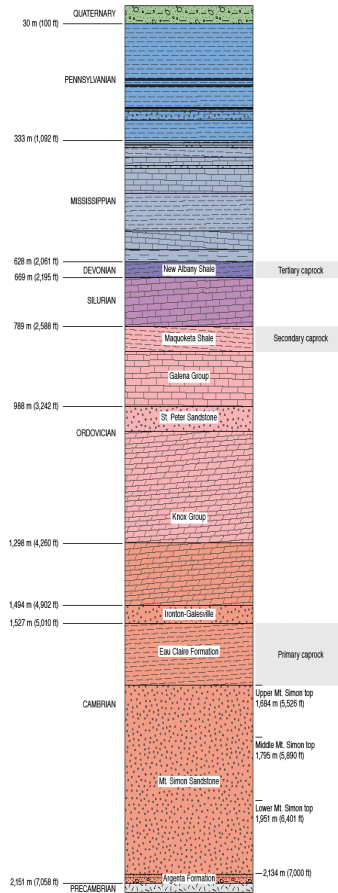 QUATERNARY
30 m (100 ft)
PENNSYLVANIAN
333 m (1,092 ft)
MISSISSIPPIAN
628 m (2,061 ft)
DEVONIAN
New Albany Shale
Tertiary caprock
669 m (2,195 ft)
SILURIAN
789 m (2,588 ft)
Maquoketa Shale
Secondary caprock
Galena Group
988 m (3,242 ft)
St. Peter Sandstone
ORDOVICIAN
Knox Group
1,298 m (4,260 ft)
1,494 m (4,902 ft)
Ironton-Galesville
1,527 m (5,010 ft)
Eau Claire Formation
Primary caprock
CAMBRIAN
Upper Mt. Simon top
1,684 m (5,526 ft)
Middle Mt. Simon top
1,795 m (5,890 ft)
Mt. Simon Sandstone
Lower Mt. Simon top
1,951 m (6,401 ft)
2,134 m (7,000 ft)
Argenta Formation
2,151 m (7,058 ft)
PRECAMBRIAN